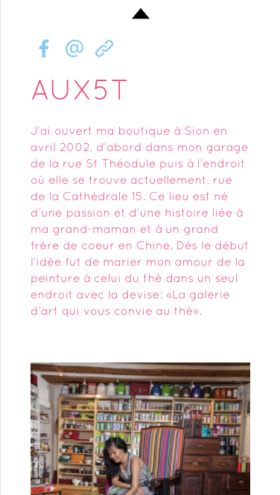 AUX5T
J'ai ouvert ma boutique à Sion en
avril 2002, d'abord dans mon garage
de la rue St Théodule puis à l'endroit
où elle se trouve actuellement, rue
de la Cathédrale 15. Ce lieu est né
d'une passion et d'une histoire liée à
ma grand-maman et à un grand
frère de coeur en Chine. Dès le début
l'idée fut de marier mon amour de la
peinture à celui du thé dans un seul
endroit avec la devise: «La galerie
d'art qui vous convie au thé».